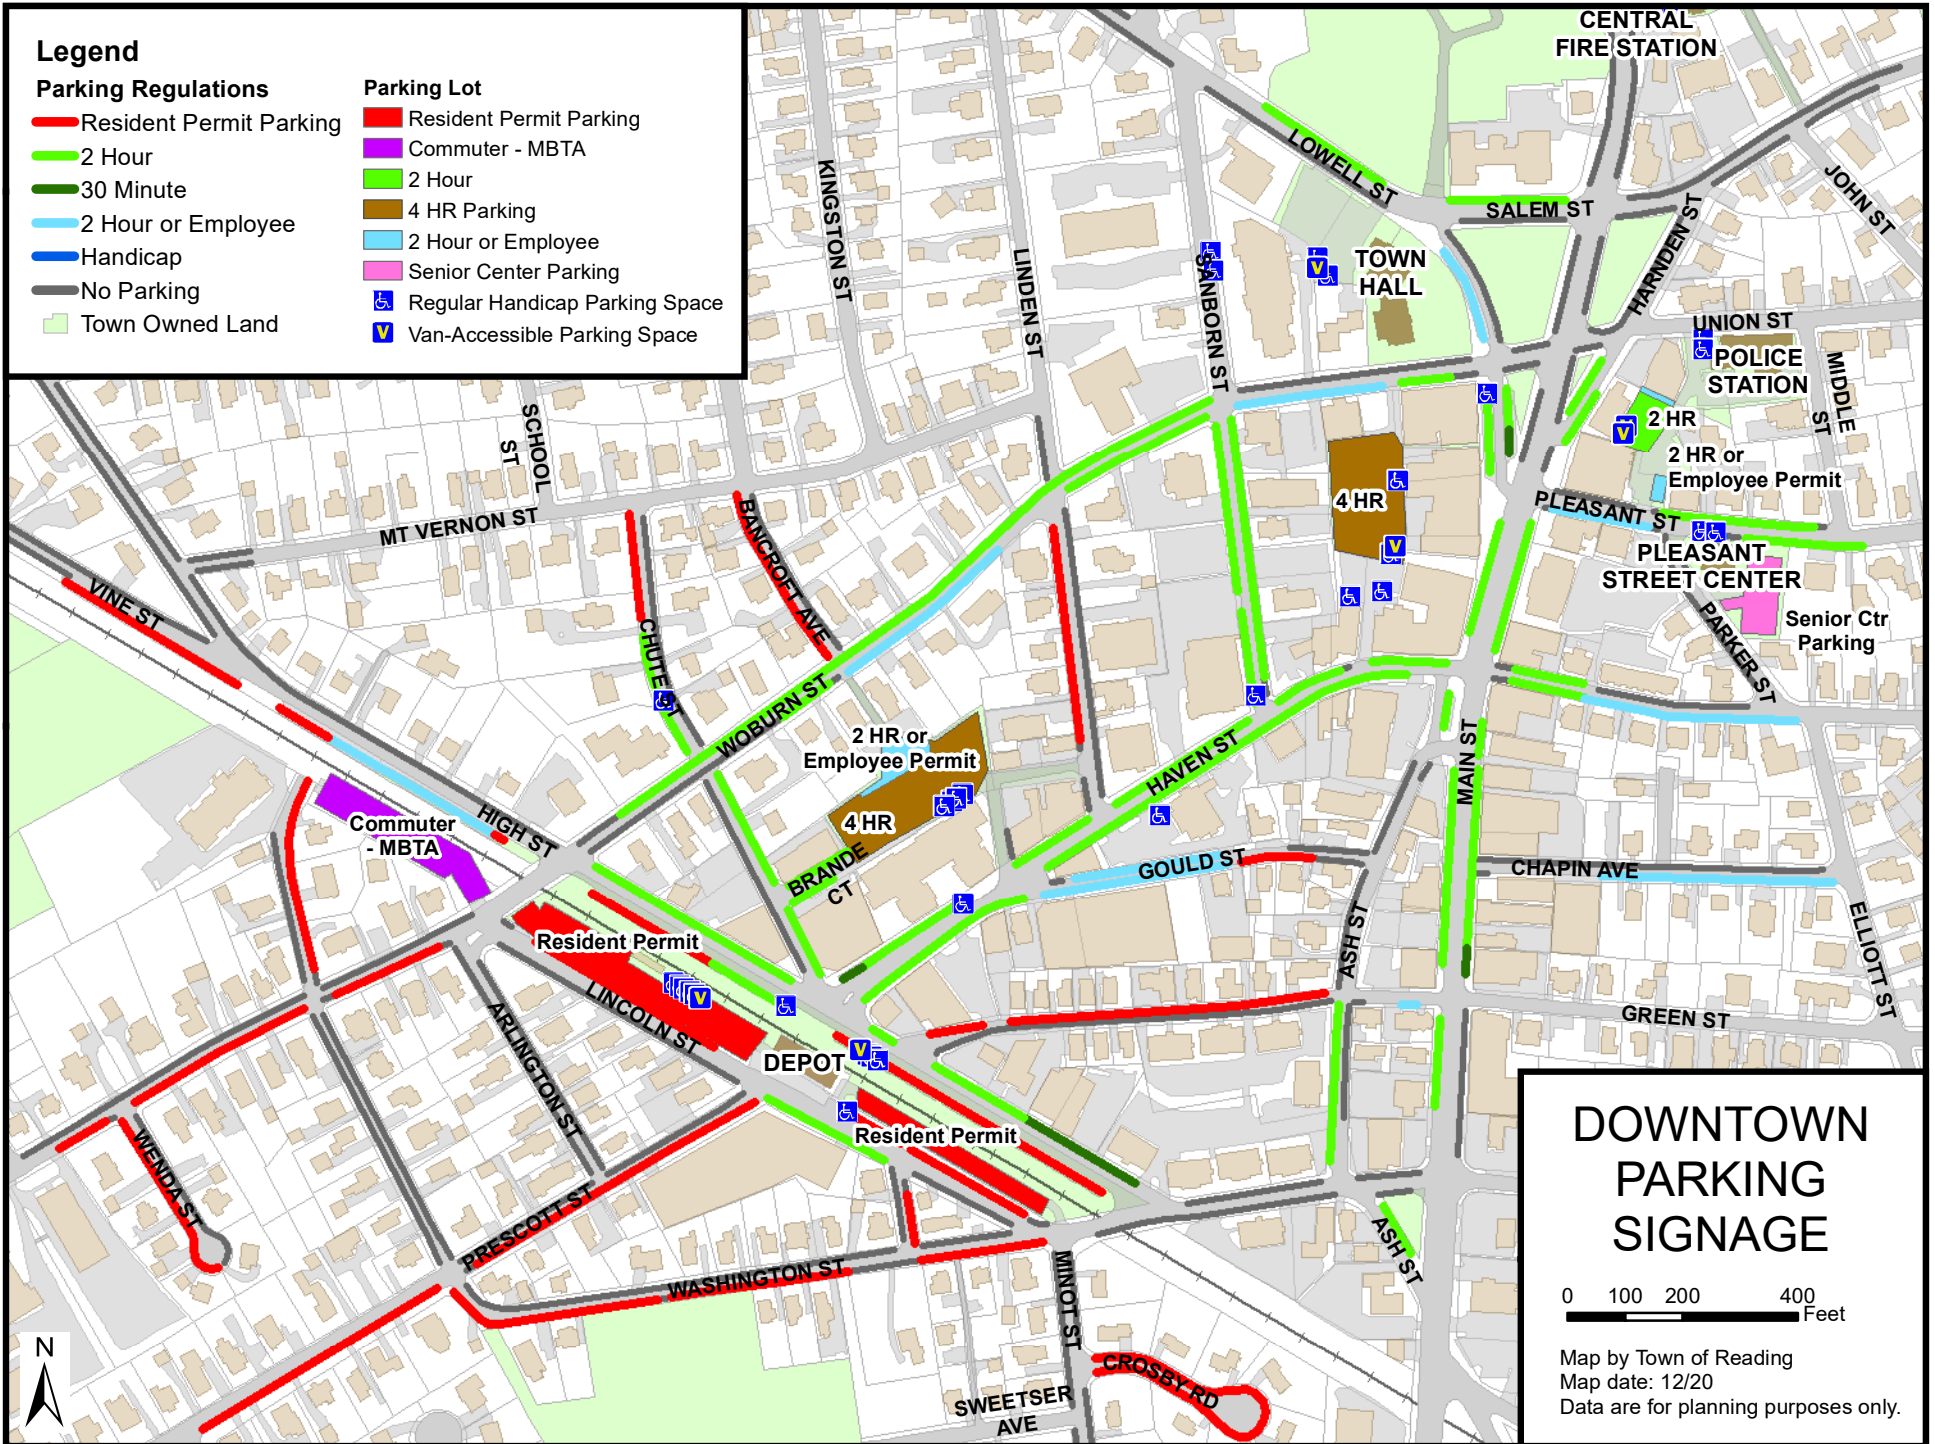 Legend
Parking Regulations
Resident Permit Parking
2 Hour
30 Minute
2 Hour or Employee
Handicap
No Parking
Town Owned Land
Parking Lot
Resident Permit Parking
Commuter - MBTA
2 Hour
4 HR Parking
2 Hour or Employee
Senior Center Parking
Regular Handicap Parking Space
V
Van-Accessible Parking Space
CENTRAL
FIRE STATION
KINGSTON ST
LINDEN ST
SANBORN ST
LOWELL ST
SALEM ST
HARNDEN ST
JOHN ST
V
TOWN
HALL
UNION ST
POLICE
STATION
MIDDLE
ST
SCHOOL
ST
MT VERNON ST
BANCROFT AVE
V
2 HR
2 HR or
Employee Permit
4 HR
V
PLEASANT ST
PLEASANT
STREET CENTER
Senior Ctr
Parking
PARKER ST
VINE ST
CHUTE ST
WOBURN ST
2 HR or
Employee Permit
4 HR
HAVEN ST
MAIN ST
HIGH ST
Commuter
- MBTA
BRANDE
CT
GOULD ST
CHAPIN AVE
ASH ST
ELLIOTT ST
Resident Permit
V
LINCOLN ST
ARLINGTON ST
GREEN ST
DEPOT
V
Resident Permit
WENDA ST
PRESCOTT ST
WASHINGTON ST
MINOT ST
ASH ST
CROSBY RD
SWEETSER
AVE
N
DOWNTOWN
PARKING
SIGNAGE
0 100 200 400
Feet
Map by Town of Reading
Map date: 12/20
Data are for planning purposes only.